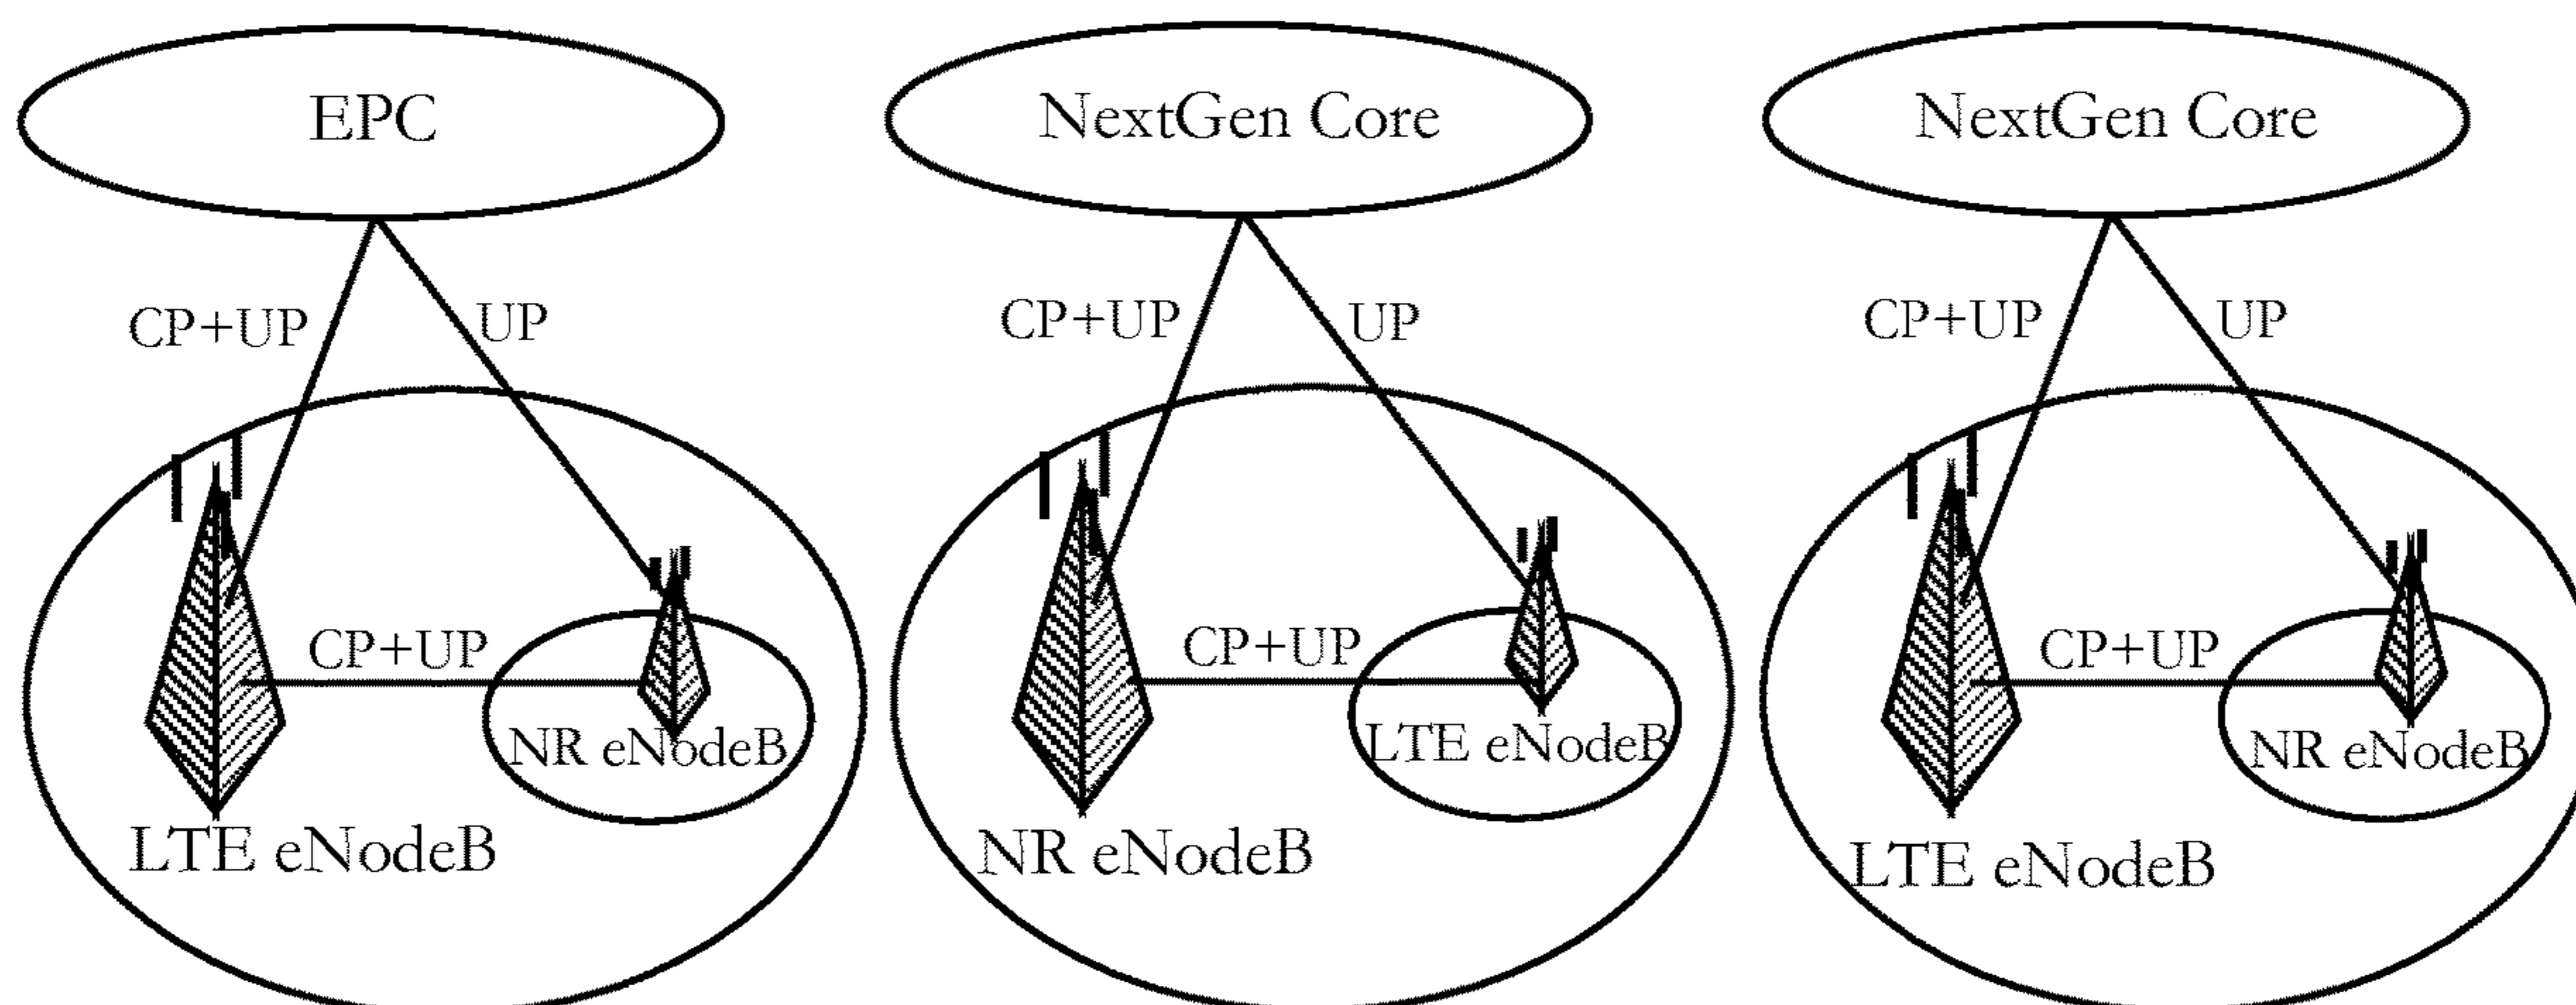 EPC
CP+UP
UP
CP+UP
NR eNodeB
LTE eNodeB
NextGen Core
CP+UP
UP
CP+UP
LTE eNodeB
NR eNodeB
NextGen Core
CP+UP
UP
CP+UP
NR eNodeB
LTE eNodeB